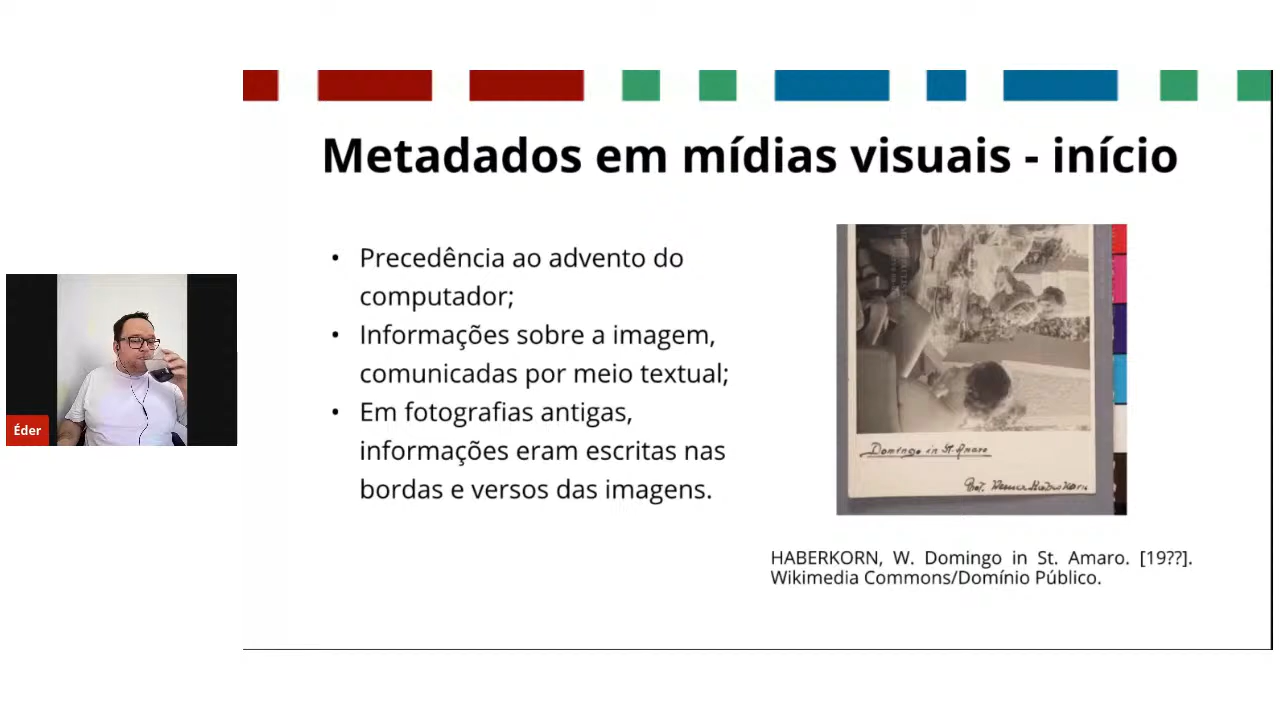 Metadados em mídias visuais - início
• Precedência ao advento do
computador;
• Informações sobre a imagem,
comunicadas por meio textual;
• Em fotografias antigas,
informações eram escritas nas
bordas e versos das imagens.
Domingo in St. Amaro
HABERKORN, W. Domingo in St. Amaro. [19??].
Wikimedia Commons/Domínio Público.
Éder